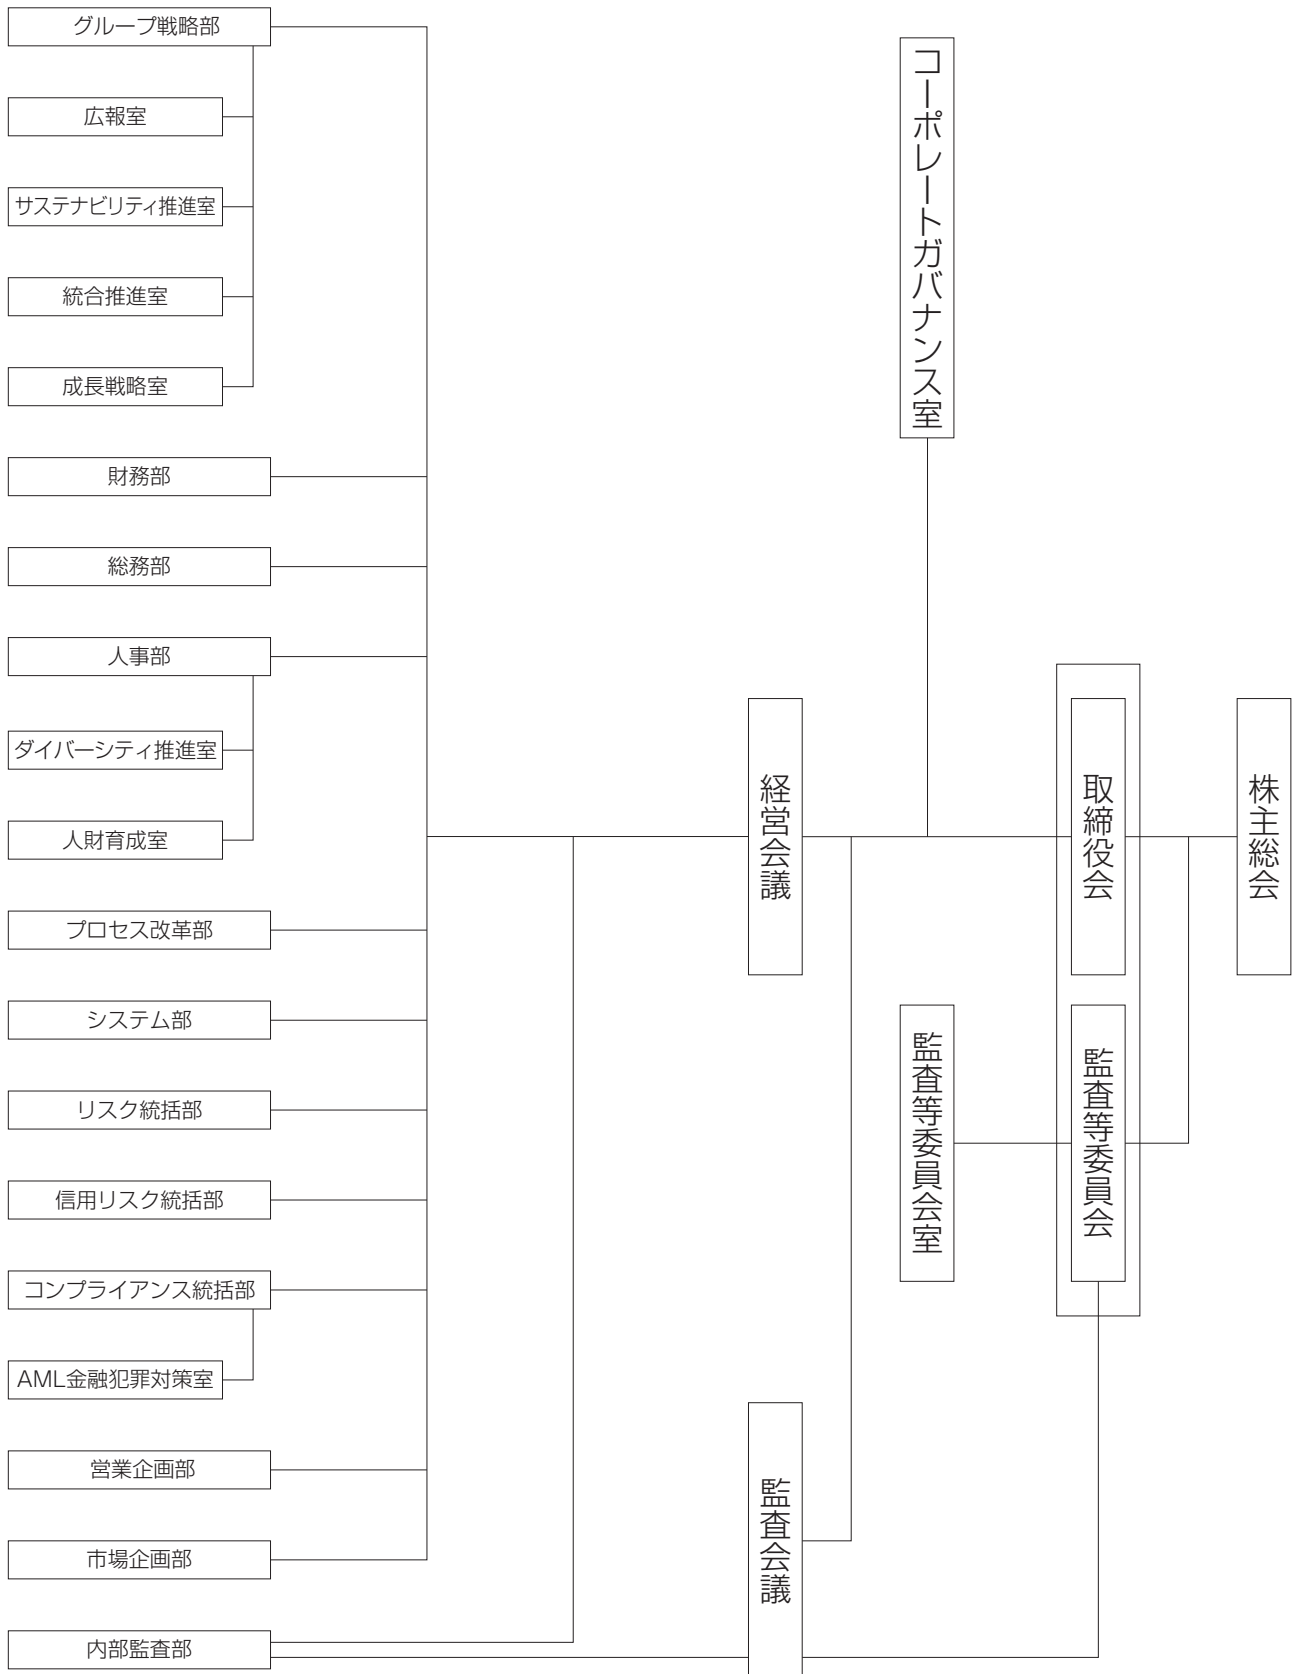 グループ戦略部
広報室
サステナビリティ推進室
統合推進室
成長戦略室
財務部
総務部
人事部
ダイバーシティ推進室
人財育成室
プロセス改革部
システム部
リスク統括部
信用リスク統括部
コンプライアンス統括部
AML金融犯罪対策室
営業企画部
市場企画部
内部監査部
経営会議
監査会議
コーポレートガバナンス室
監査等委員会室
取締役会
監査等委員会
株主総会